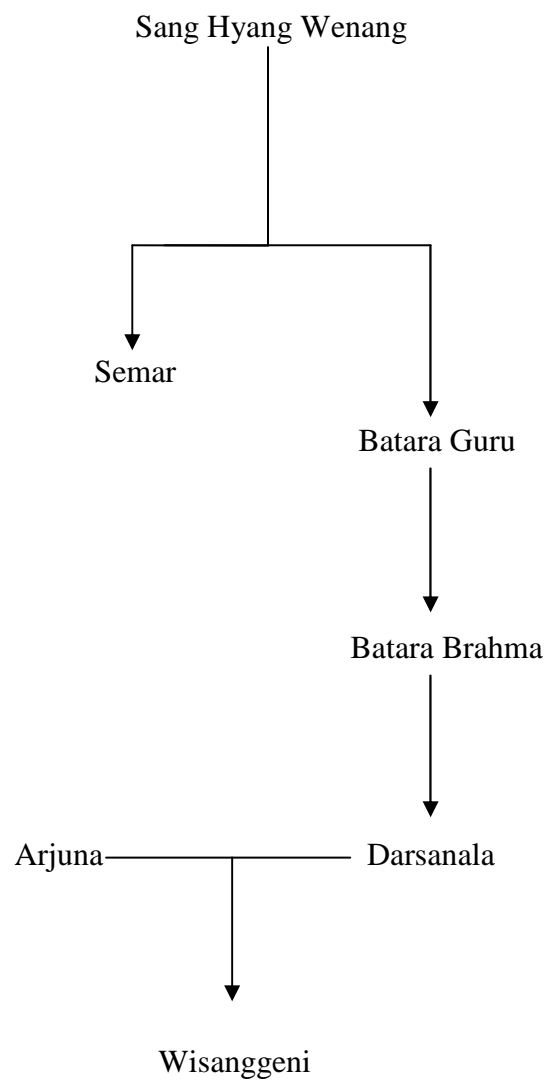 Sang Hyang Wenang
Semar
Batara Guru
Batara Brahma
Arjuna
Darsanala
Wisanggeni